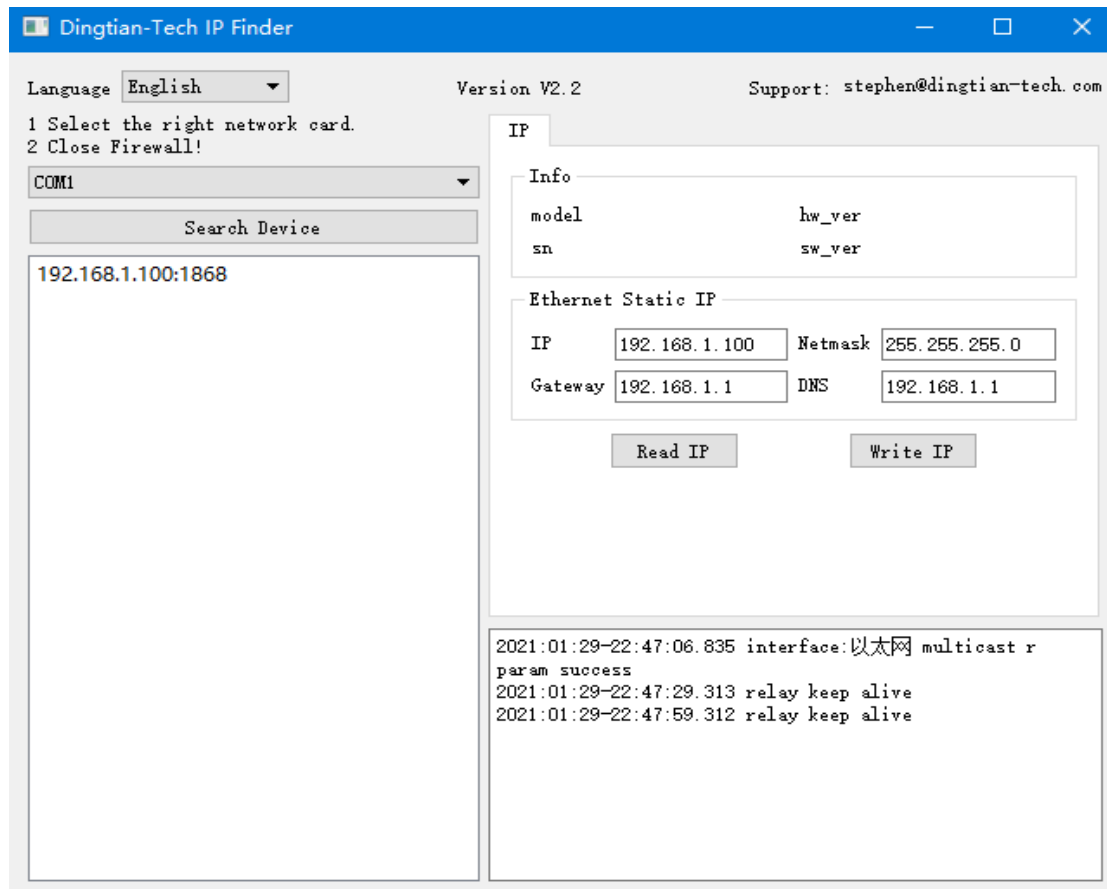 Dingtian-Tech IP Finder
Language English Version V2.2 Support: stephen@dingtian-tech.com
1 Select the right network card.
2 Close Firewall!
COM1
Search Device
192.168.1.100:1868
IP
Info
model hw_ver
sn sw_ver
Ethernet Static IP
IP 192.168.1.100 Netmask 255.255.255.0
Gateway 192.168.1.1 DNS 192.168.1.1
Read IP Write IP
2021:01:29-22:47:06.835 interface:以太网 multicast r
param success
2021:01:29-22:47:29.313 relay keep alive
2021:01:29-22:47:59.312 relay keep alive